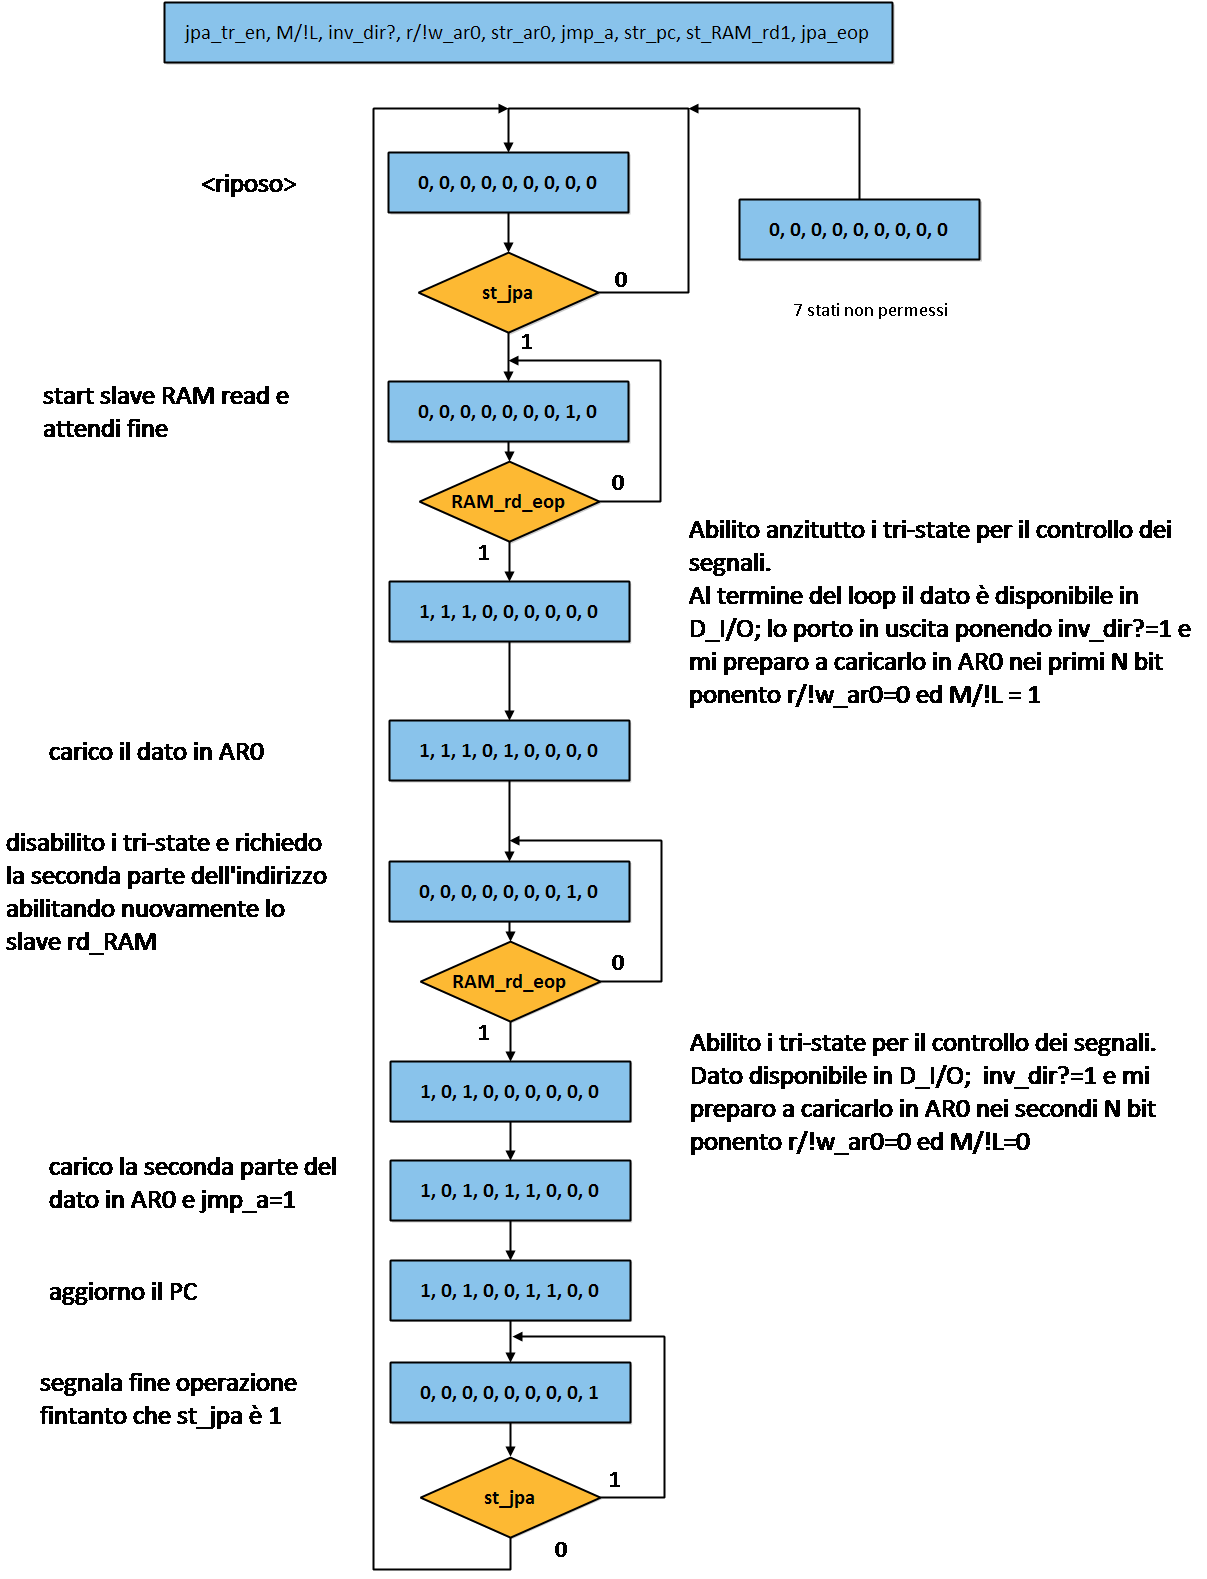 jpa_tr_en, M/!L, inv_dir?, r/!w_ar0, str_ar0, jmp_a, str_pc, st_RAM_rd1, jpa_eop
<riposo>
0, 0, 0, 0, 0, 0, 0, 0, 0
0, 0, 0, 0, 0, 0, 0, 0, 0
7 stati non permessi
st_jpa
0
1
start slave RAM read e
attendi fine
0, 0, 0, 0, 0, 0, 0, 1, 0
RAM_rd_eop
0
1
Abilito anzitutto i tri-state per il controllo dei
segnali.
Al termine del loop il dato è disponibile in
D_I/O; lo porto in uscita ponendo inv_dir?=1 e
mi preparo a caricarlo in AR0 nei primi N bit
ponento r/!w_ar0=0 ed M/!L = 1
1, 1, 1, 0, 0, 0, 0, 0, 0
carico il dato in AR0
1, 1, 1, 0, 1, 0, 0, 0, 0
disabilito i tri-state e richiedo
la seconda parte dell'indirizzo
abilitando nuovamente lo
slave rd_RAM
0, 0, 0, 0, 0, 0, 0, 1, 0
RAM_rd_eop
0
1
Abilito i tri-state per il controllo dei segnali.
Dato disponibile in D_I/O;  inv_dir?=1 e mi
preparo a caricarlo in AR0 nei secondi N bit
ponento r/!w_ar0=0 ed M/!L=0
1, 0, 1, 0, 0, 0, 0, 0, 0
carico la seconda parte del
dato in AR0 e jmp_a=1
1, 0, 1, 0, 1, 1, 0, 0, 0
aggiorno il PC
1, 0, 1, 0, 0, 1, 1, 0, 0
segnala fine operazione
fintanto che st_jpa è 1
0, 0, 0, 0, 0, 0, 0, 0, 1
st_jpa
1
0